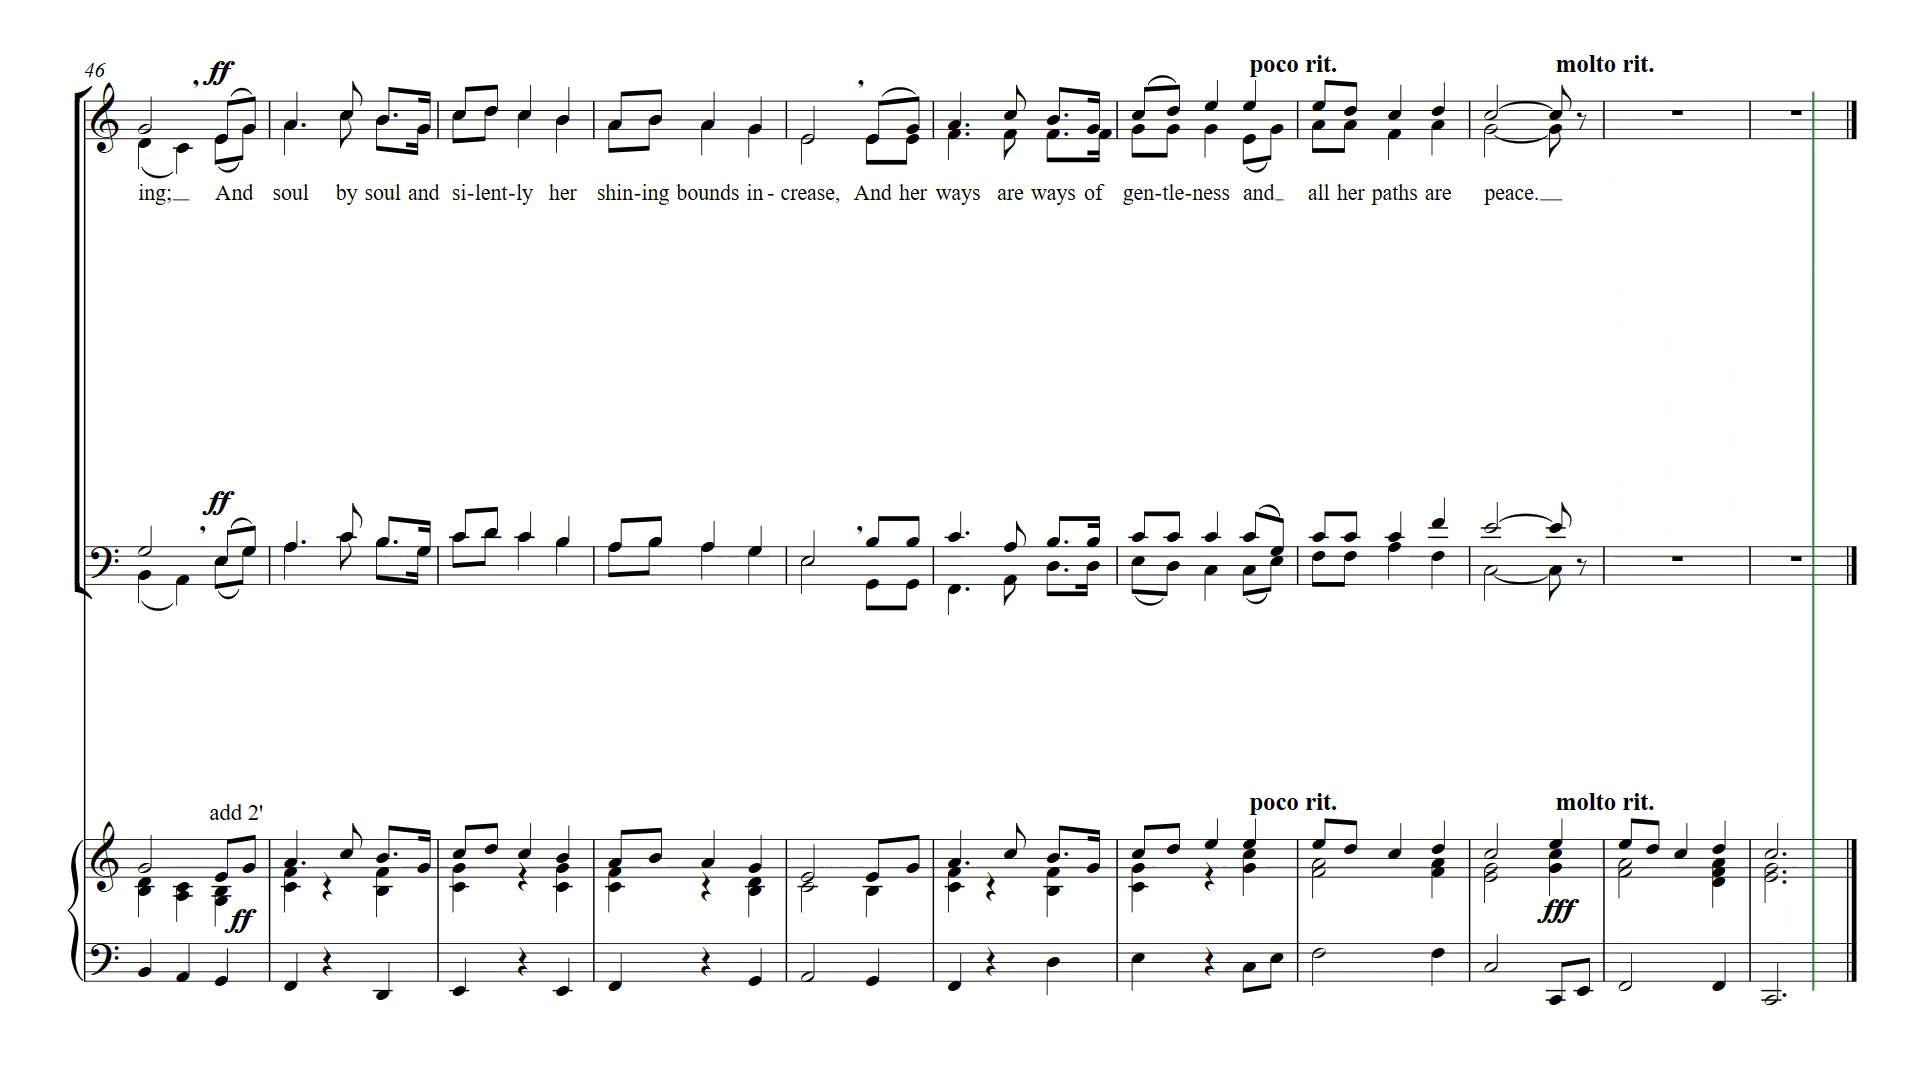 46
, ff
poco rit.
molto rit.
ing;_ And soul by soul and si-lent-ly her shin-ing bounds in-crease, And her ways are ways of gen-tle-ness and_ all her paths are peace.__
ff
add 2'
poco rit.
molto rit.
ff
fff